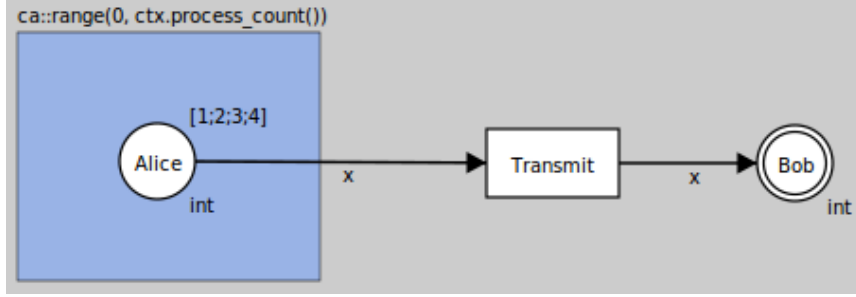 ca::range(0, ctx.process_count())
[1;2;3;4]
Alice
int
x
Transmit
x
Bob
int